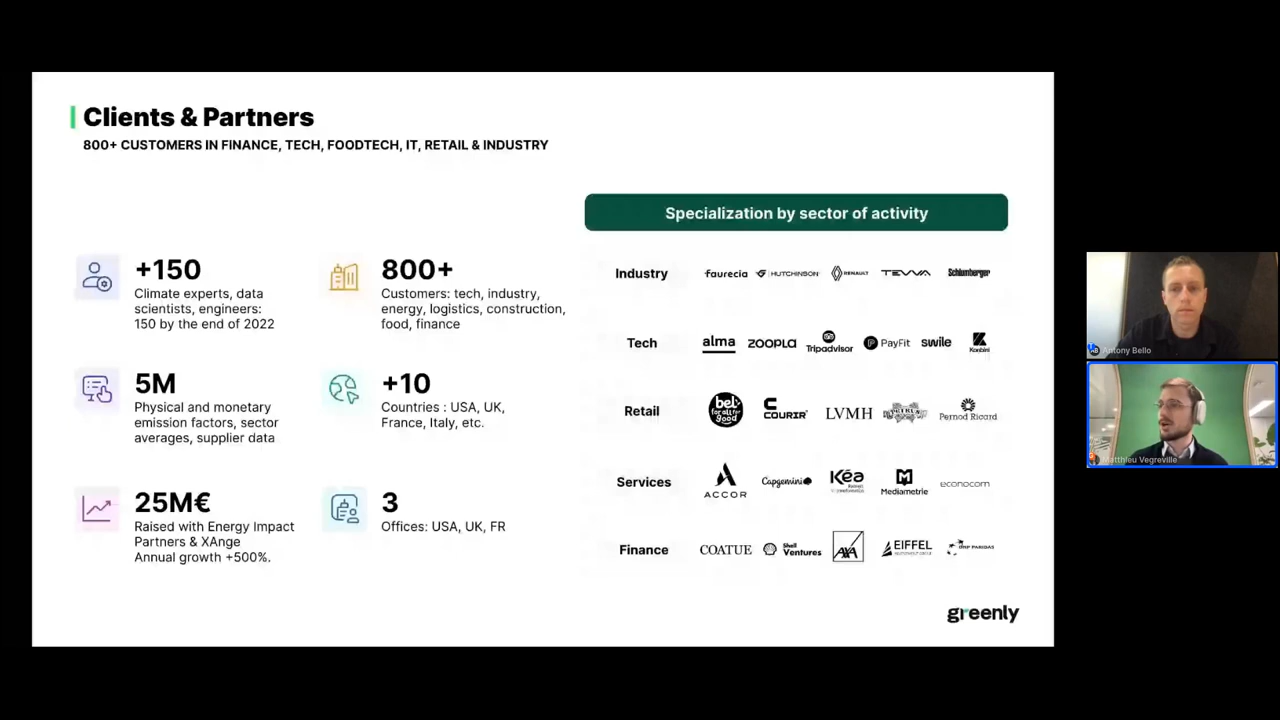 Clients & Partners
800+ CUSTOMERS IN FINANCE, TECH, FOODTECH, IT, RETAIL & INDUSTRY
+150
Climate experts, data
scientists, engineers:
150 by the end of 2022
800+
Customers: tech, industry,
energy, logistics, construction,
food, finance
5M
Physical and monetary
emission factors, sector
averages, supplier data
+10
Countries : USA, UK,
France, Italy, etc.
25M€
Raised with Energy Impact
Partners & XAnge
Annual growth +500%.
3
Offices: USA, UK, FR
Specialization by sector of activity
Industry faurecia HUTCHINSON RENAULT TEVVA Schlumberger
Tech alma ZOOPLA Tripadvisor PayFit swile Konbini
Retail bel for all for good COURIR LVMH PETRUS Pernod Ricard
Services ACCOR Capgemini Kéa Mediametrie econocom
Finance COATUE Shell Ventures AXA EIFFEL BNP PARIBAS
greenly
Antony Bello
Matthieu Vegreville